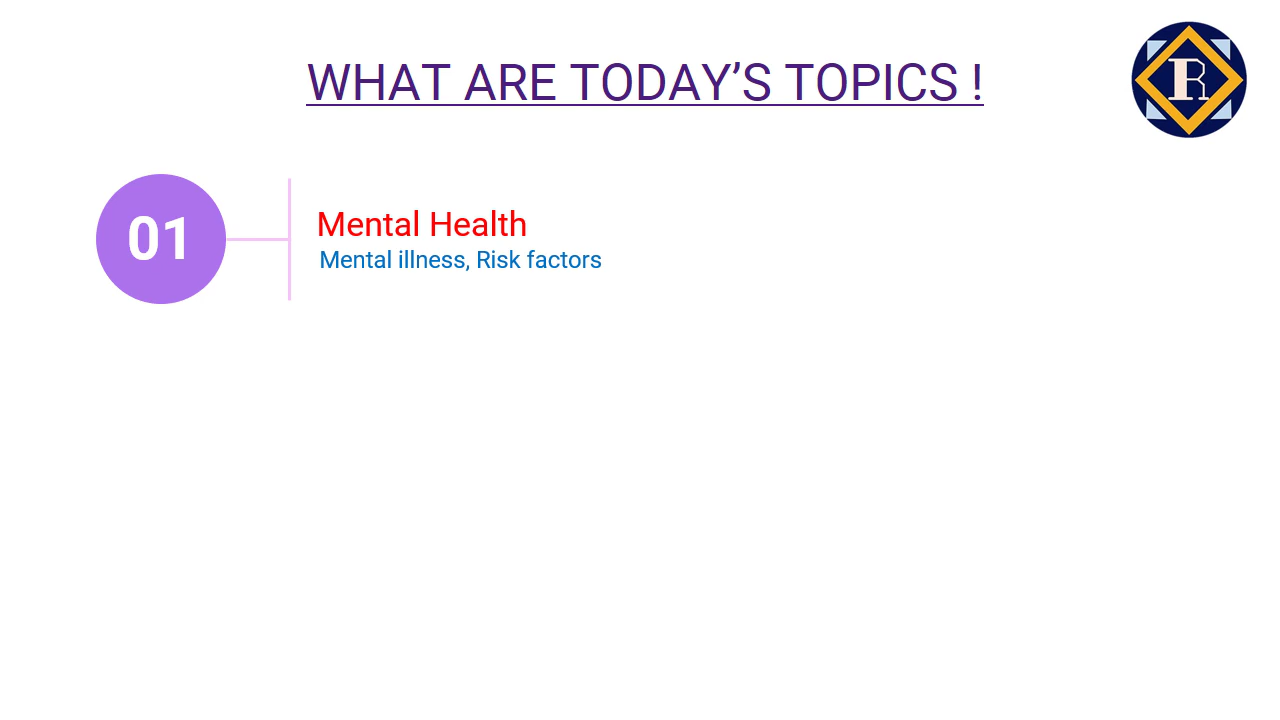 WHAT ARE TODAY’S TOPICS !
R
01
Mental Health
Mental illness, Risk factors